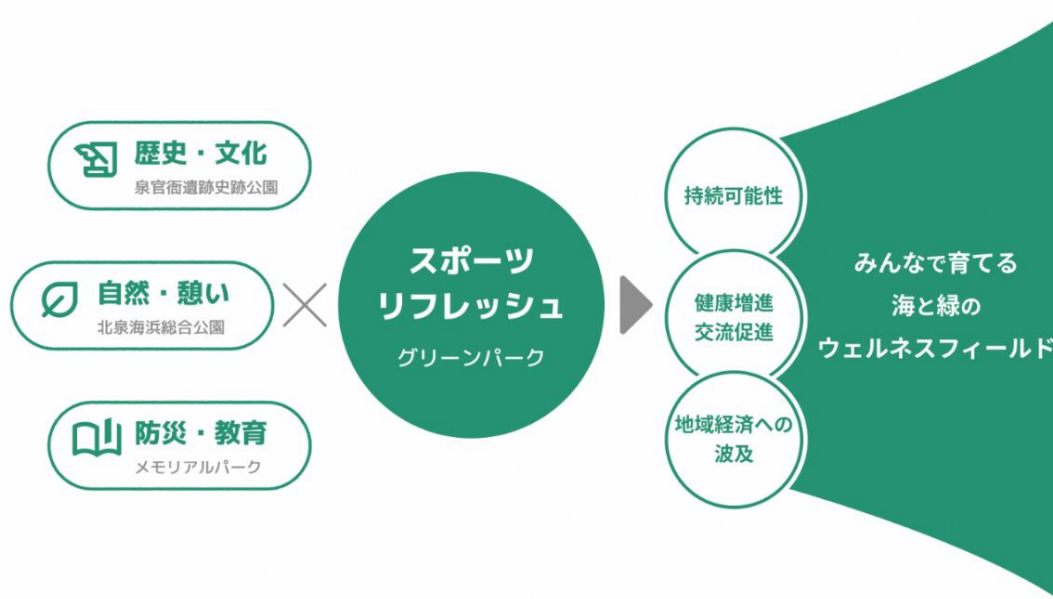 歴史・文化
泉官衙遺跡史跡公園
自然・憩い
北泉海浜総合公園
防災・教育
メモリアルパーク
スポーツ
リフレッシュ
グリーンパーク
持続可能性
健康増進
交流促進
地域経済への
波及
みんなで育てる
海と緑の
ウェルネスフィールド